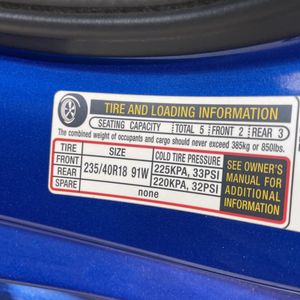 TIRE AND LOADING INFORMATION
SEATING CAPACITY TOTAL 5 FRONT 2 REAR 3
The combined weight of occupants and cargo should never exceed 385kg or 850lbs.
TIRE SIZE COLD TIRE PRESSURE
FRONT 235/40R18 91W 225KPA, 33PSI
REAR 220KPA, 32PSI
SPARE none
SEE OWNER'S
MANUAL FOR
ADDITIONAL
INFORMATION